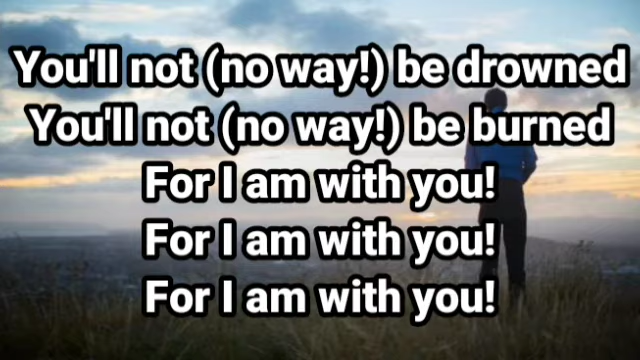 You'll not (no way!) be drowned
You'll not (no way!) be burned
For I am with you!
For I am with you!
For I am with you!